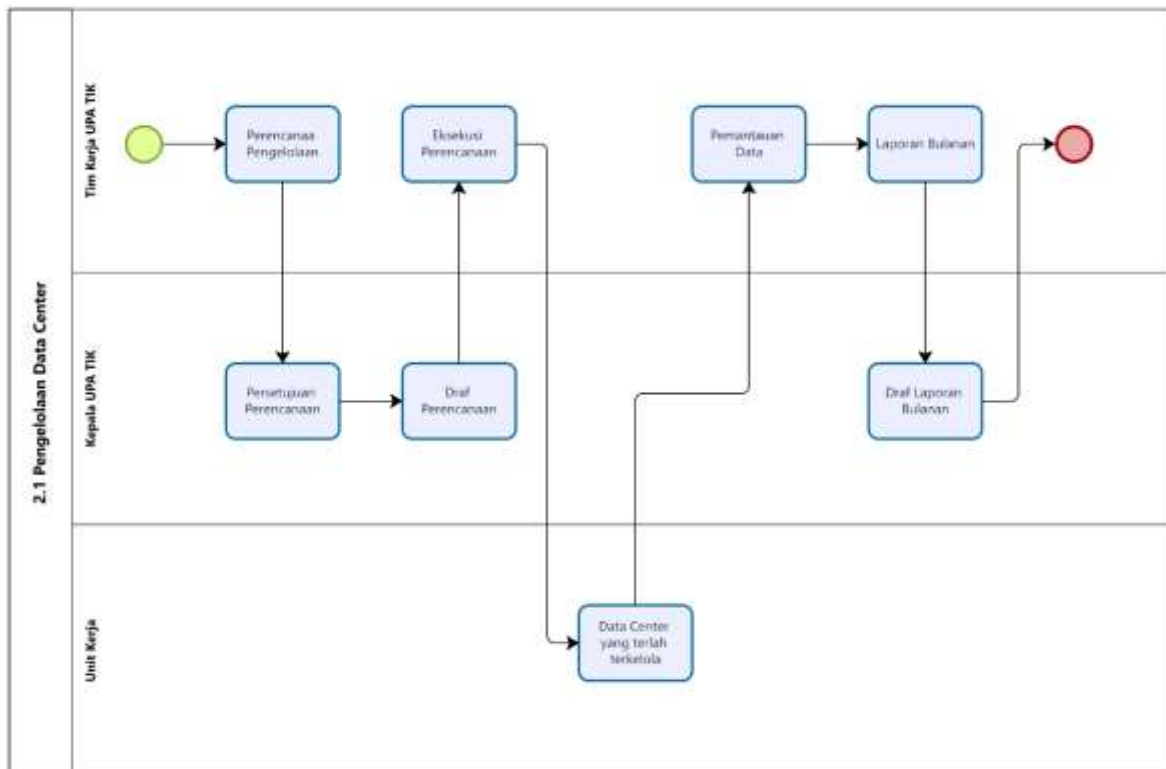 2.1 Pengelolaan Data Center
Tim Kerja UPA TIK
Perencanaa
Pengelolaan
Eksekusi
Perencanaan
Pemantauan
Data
Laporan Bulanan
Kepala UPA TIK
Persetujuan
Perencanaan
Draf
Perencanaan
Draf Laporan
Bulanan
Unit Kerja
Data Center
yang terlah
terkelola